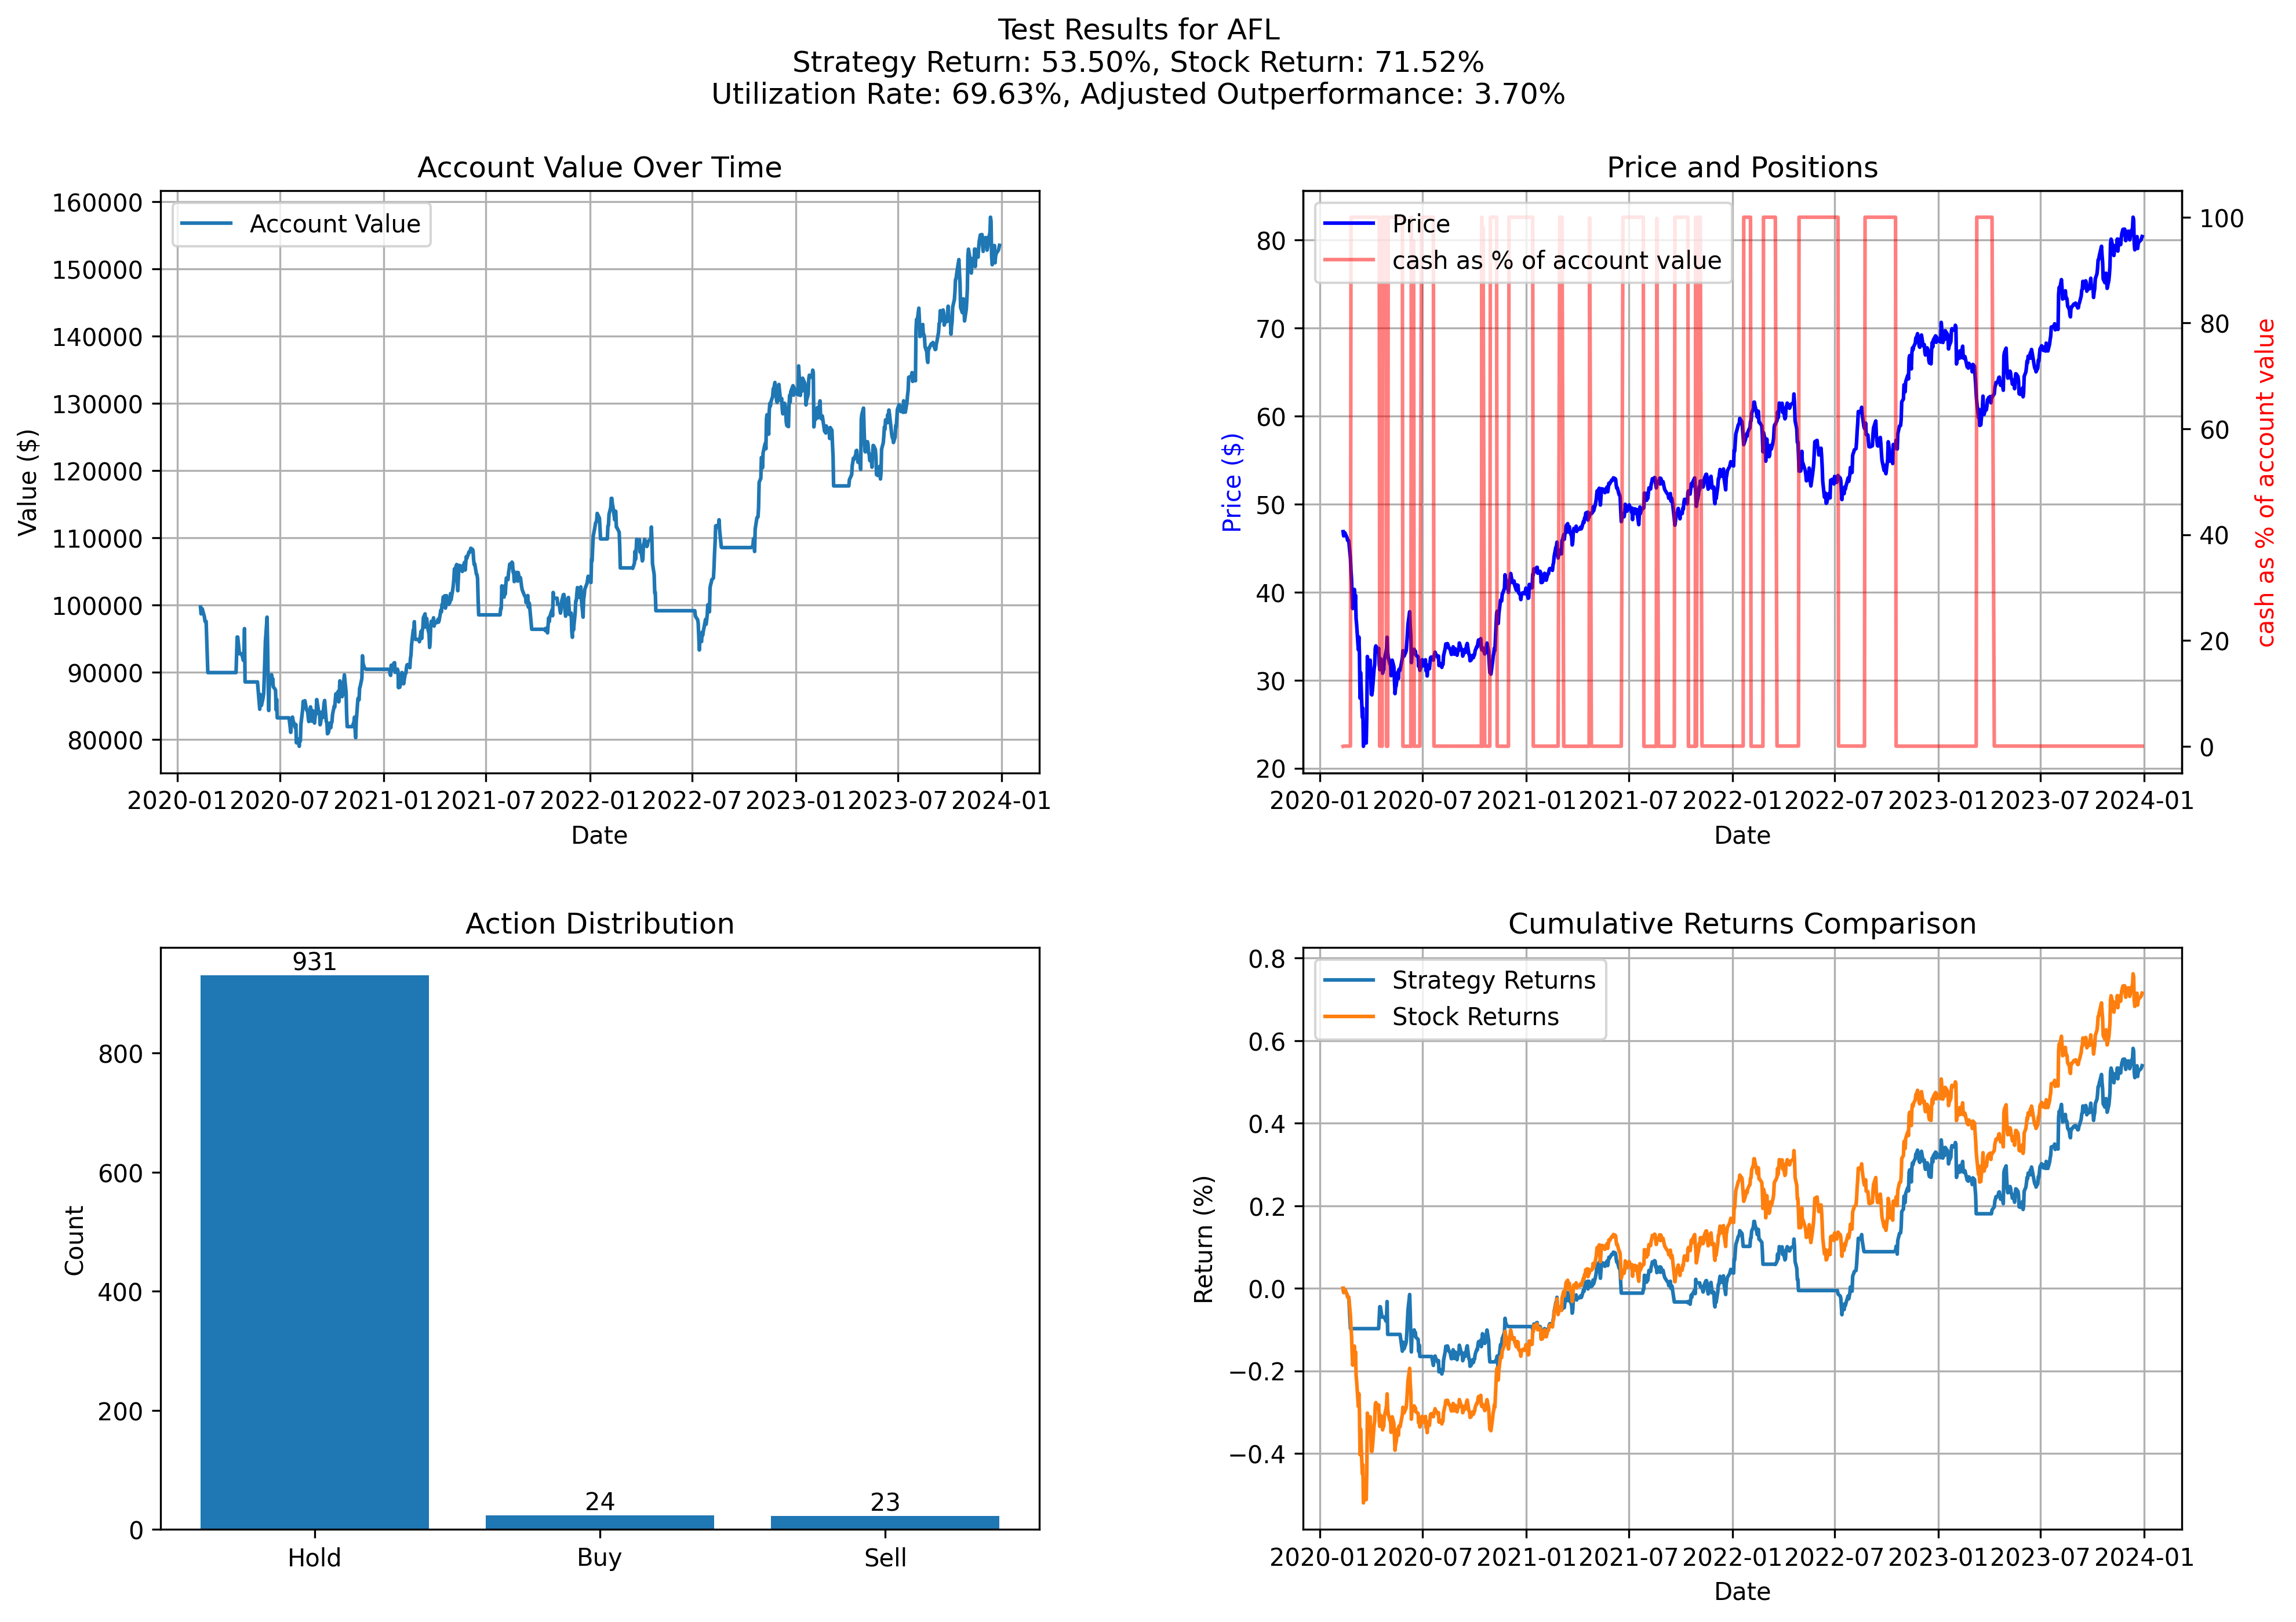 Test Results for AFL
Strategy Return: 53.50%, Stock Return: 71.52%
Utilization Rate: 69.63%, Adjusted Outperformance: 3.70%
Account Value Over Time
Account Value
160000
150000
140000
130000
120000
110000
100000
90000
80000
Value ($)
2020-01 2020-07 2021-01 2021-07 2022-01 2022-07 2023-01 2023-07 2024-01
Date
Price and Positions
Price
cash as % of account value
80
70
60
50
40
30
20
Price ($)
100
80
60
40
20
0
cash as % of account value
2020-01 2020-07 2021-01 2021-07 2022-01 2022-07 2023-01 2023-07 2024-01
Date
Action Distribution
931
24
23
800
600
400
200
0
Count
Hold Buy Sell
Cumulative Returns Comparison
Strategy Returns
Stock Returns
0.8
0.6
0.4
0.2
0.0
−0.2
−0.4
Return (%)
2020-01 2020-07 2021-01 2021-07 2022-01 2022-07 2023-01 2023-07 2024-01
Date